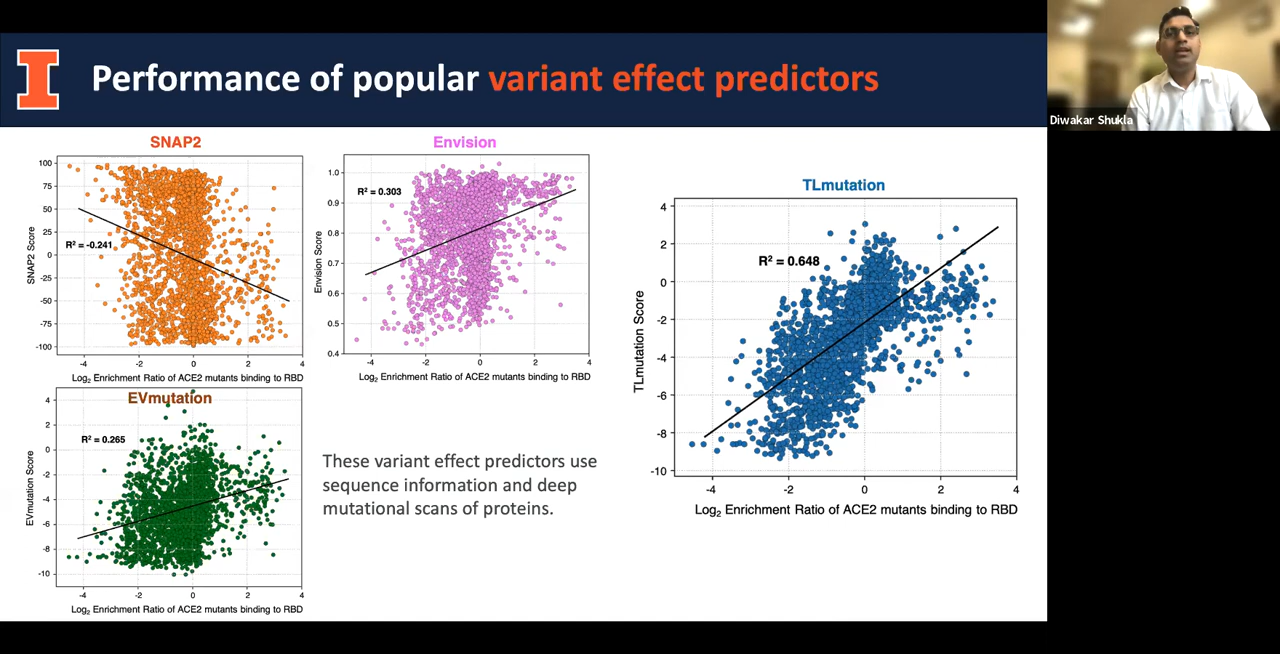 Performance of popular variant effect predictors
Diwakar Shukla
SNAP2
100
75
50
25
0
-25
-50
-75
-100
SNAP2 Score
R² = -0.241
-4
-2
0
2
4
Log₂ Enrichment Ratio of ACE2 mutants binding to RBD
Envision
1.0
0.9
0.8
0.7
0.6
0.5
0.4
Envision Score
R² = 0.303
-4
-2
0
2
4
Log₂ Enrichment Ratio of ACE2 mutants binding to RBD
EVmutation
4
2
0
-2
-4
-6
-8
-10
EVmutation Score
R² = 0.265
-4
-2
0
2
4
Log₂ Enrichment Ratio of ACE2 mutants binding to RBD
These variant effect predictors use
sequence information and deep
mutational scans of proteins.
TLmutation
4
2
0
-2
-4
-6
-8
-10
TLmutation Score
R² = 0.648
-4
-2
0
2
4
Log₂ Enrichment Ratio of ACE2 mutants binding to RBD